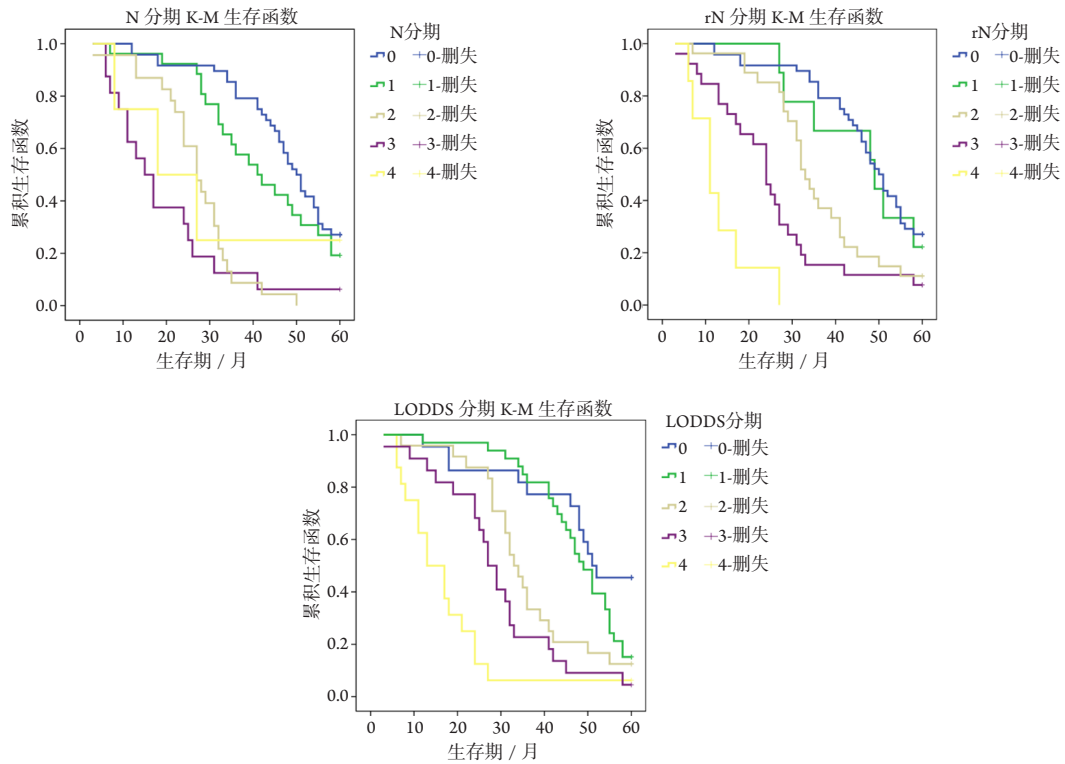 N 分期 K-M 生存函数
N分期
0 0-删失
1 1-删失
2 2-删失
3 3-删失
4 4-删失
累积生存函数
1.0
0.8
0.6
0.4
0.2
0.0
0 10 20 30 40 50 60
生存期 / 月
rN 分期 K-M 生存函数
rN分期
0 0-删失
1 1-删失
2 2-删失
3 3-删失
4 4-删失
累积生存函数
1.0
0.8
0.6
0.4
0.2
0.0
0 10 20 30 40 50 60
生存期 / 月
LODDS 分期 K-M 生存函数
LODDS分期
0 0-删失
1 1-删失
2 2-删失
3 3-删失
4 4-删失
累积生存函数
1.0
0.8
0.6
0.4
0.2
0.0
0 10 20 30 40 50 60
生存期 / 月